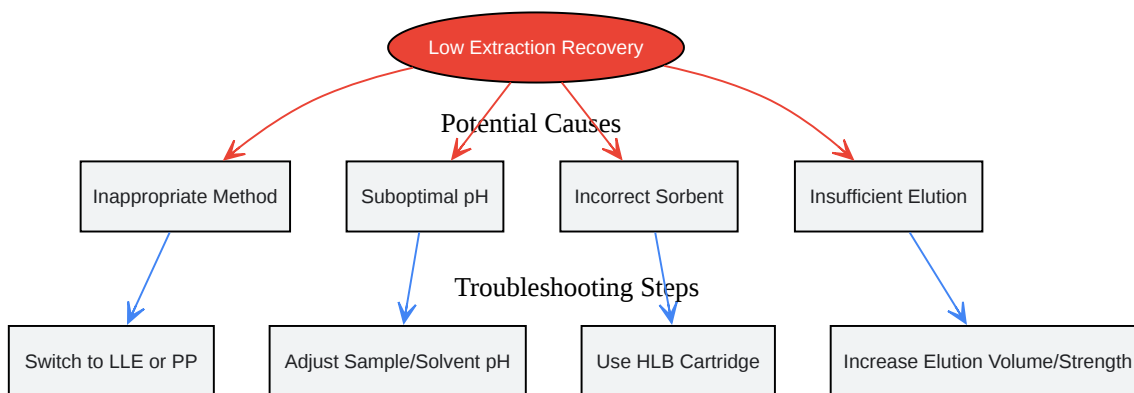 Low Extraction Recovery
Potential Causes
Inappropriate Method
Suboptimal pH
Incorrect Sorbent
Insufficient Elution
Troubleshooting Steps
Switch to LLE or PP
Adjust Sample/Solvent pH
Use HLB Cartridge
Increase Elution Volume/Strength